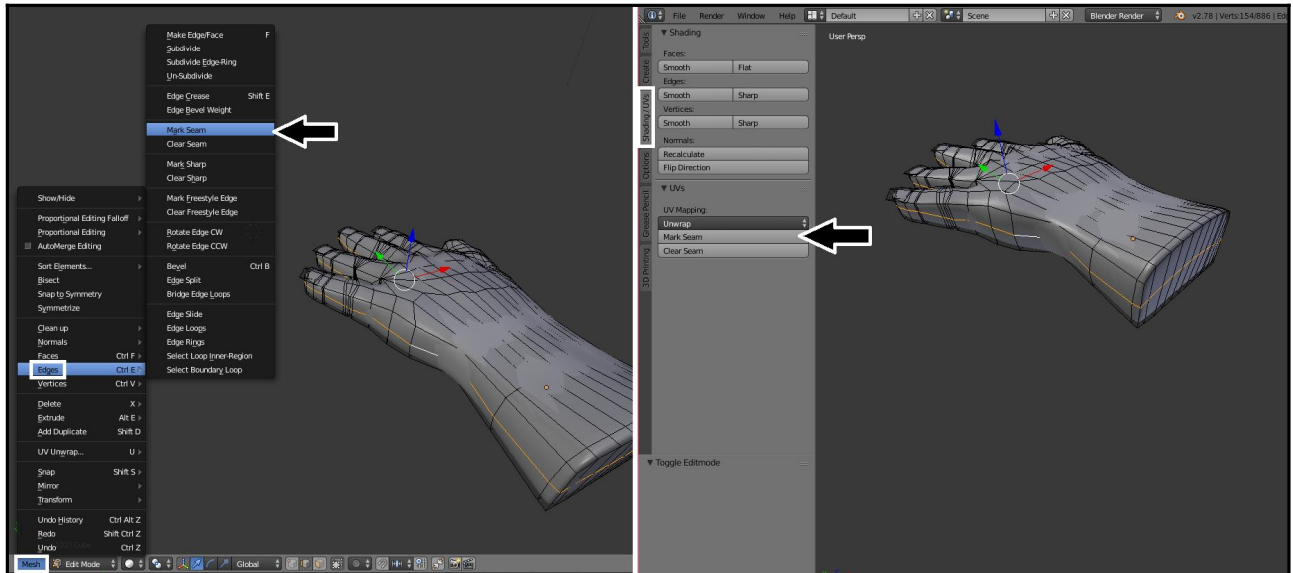 Make Edge/Face F
Subdivide
Subdivide Edge-Ring
Un-Subdivide
Edge Crease Shift E
Edge Bevel Weight
Mark Seam
Clear Seam
Mark Sharp
Clear Sharp
Mark Freestyle Edge
Clear Freestyle Edge
Rotate Edge CW
Rotate Edge CCW
Bevel Ctrl B
Edge Split
Bridge Edge Loops
Edge Slide
Edge Loops
Edge Rings
Select Loop Inner-Region
Select Boundary Loop
Show/Hide
Proportional Editing Falloff
Proportional Editing
AutoMerge Editing
Sort Elements...
Bisect
Snap to Symmetry
Symmetrize
Clean up
Normals
Faces Ctrl F
Edges Ctrl E
Vertices Ctrl V
Delete X
Extrude Alt E
Add Duplicate Shift D
UV Unwrap... U
Snap Shift S
Mirror
Transform
Undo History Ctrl Alt Z
Redo Shift Ctrl Z
Undo Ctrl Z
Mesh Edit Mode Global
File Render Window Help Default Scene Blender Render v2.78 | Verts:154/886 | Ed
Tools
Create
Shading / UVs
Options
Grease Pencil
3D Printing
Shading
Faces:
Smooth Flat
Edges:
Smooth Sharp
Vertices:
Smooth Sharp
Normals:
Recalculate
Flip Direction
UVs
UV Mapping:
Unwrap
Mark Seam
Clear Seam
Toggle Editmode
User Persp